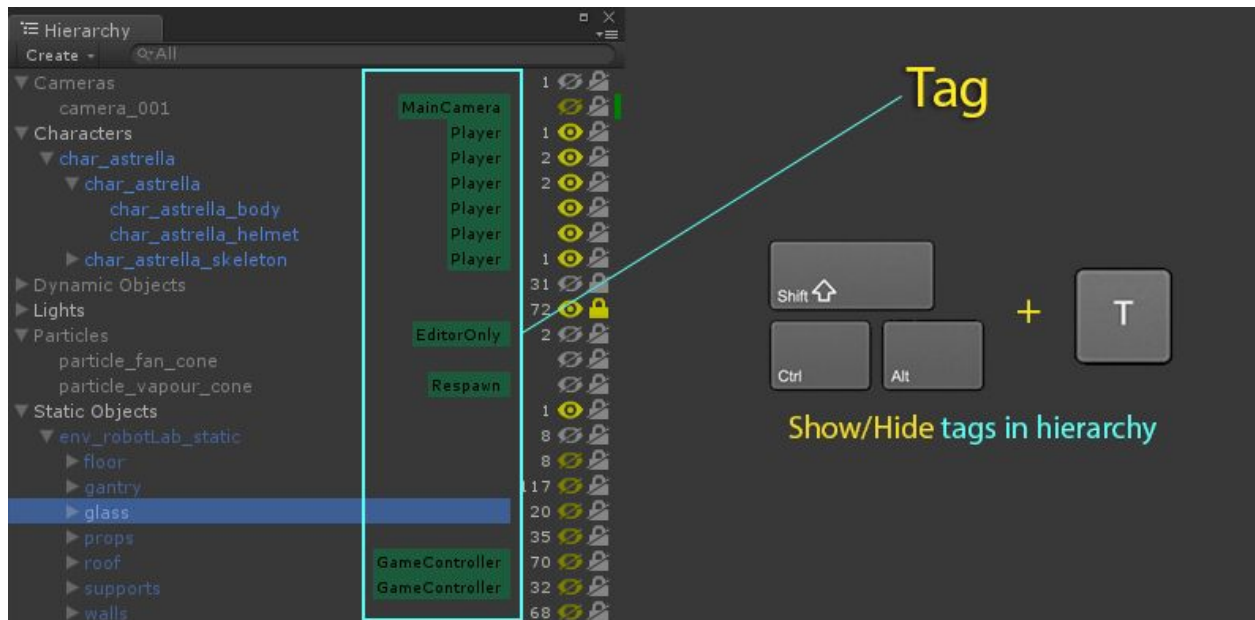 Hierarchy
Create
All
Cameras 1
camera_001 MainCamera
Characters Player 1
char_astrella Player 2
char_astrella Player 2
char_astrella_body Player
char_astrella_helmet Player
char_astrella_skeleton Player 1
Dynamic Objects 31
Lights 72
Particles EditorOnly 2
particle_fan_cone
particle_vapour_cone Respawn
Static Objects 1
env_robotLab_static 8
floor 8
gantry 117
glass 20
props 35
roof GameController 70
supports GameController 32
walls 68
Tag
Shift
+ T
Ctrl Alt
Show/Hide tags in hierarchy